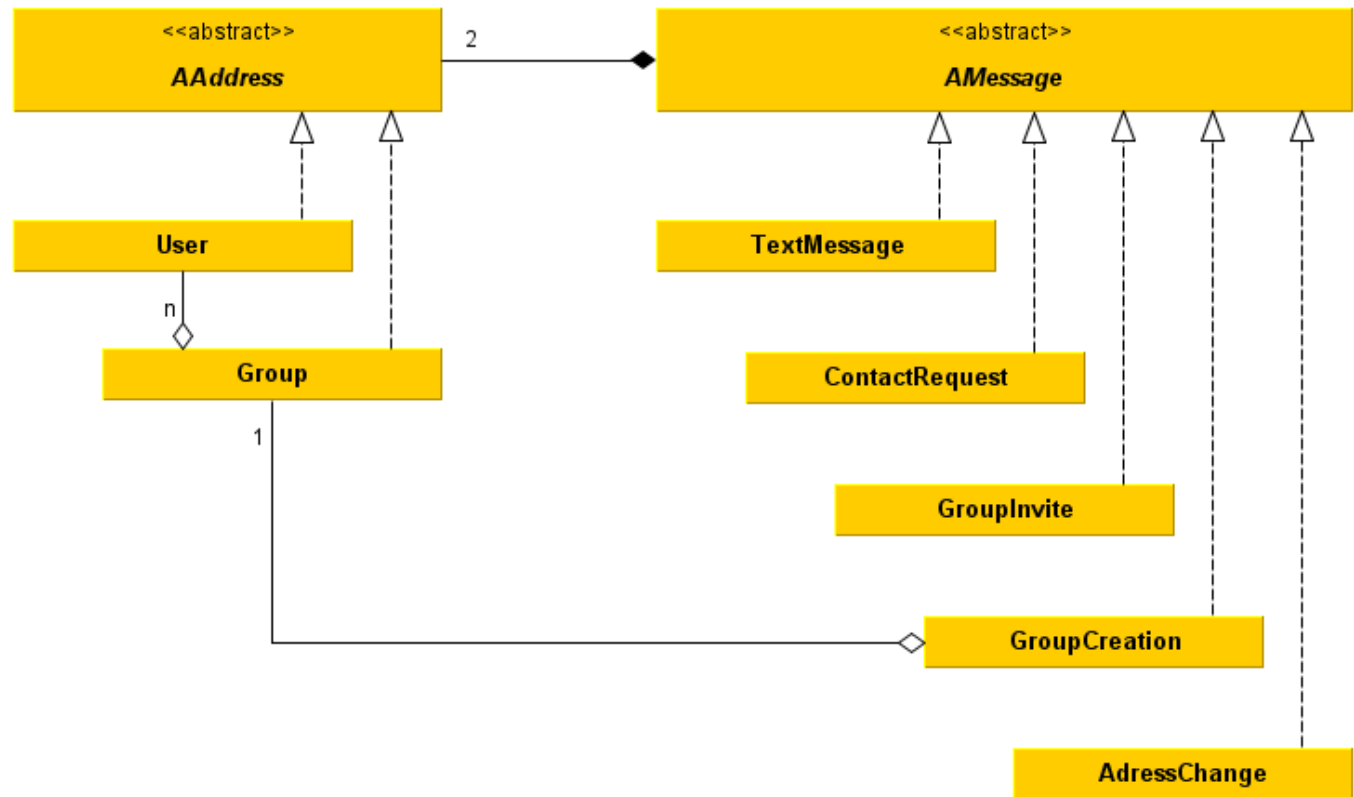 <<abstract>>
AAddress
2
<<abstract>>
AMessage
User
TextMessage
n
Group
ContactRequest
1
GroupInvite
GroupCreation
AdressChange